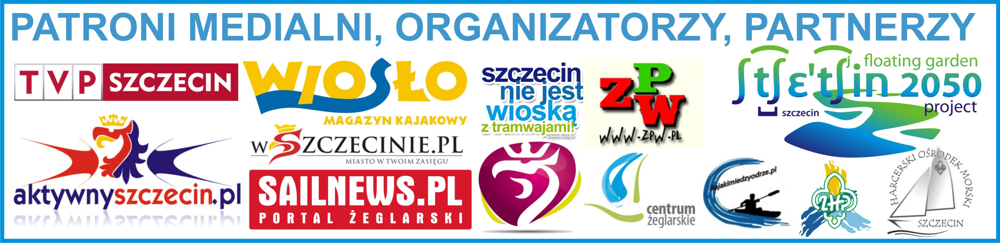 PATRONI MEDIALNI, ORGANIZATORZY, PARTNERZY
TVP SZCZECIN
WIOSŁO
MAGAZYN KAJAKOWY
szczecin
nie jest
wioską
z tramwajami!
szczecin.blogx.pl
ZPW
WWW.ZPW.PL
floating garden
ʃtʃɛ'tʃin 2050
project
szczecin
aktywnyszczecin.pl
wSZCZECINIE.PL
MIASTO W TWOIM ZASIĘGU
SAILNEWS.PL
PORTAL ŻEGLARSKI
centrum
żeglarskie
kajakimiedzyodrze.pl
ZHP
HARCERSKI OŚRODEK MORSKI
SZCZECIN